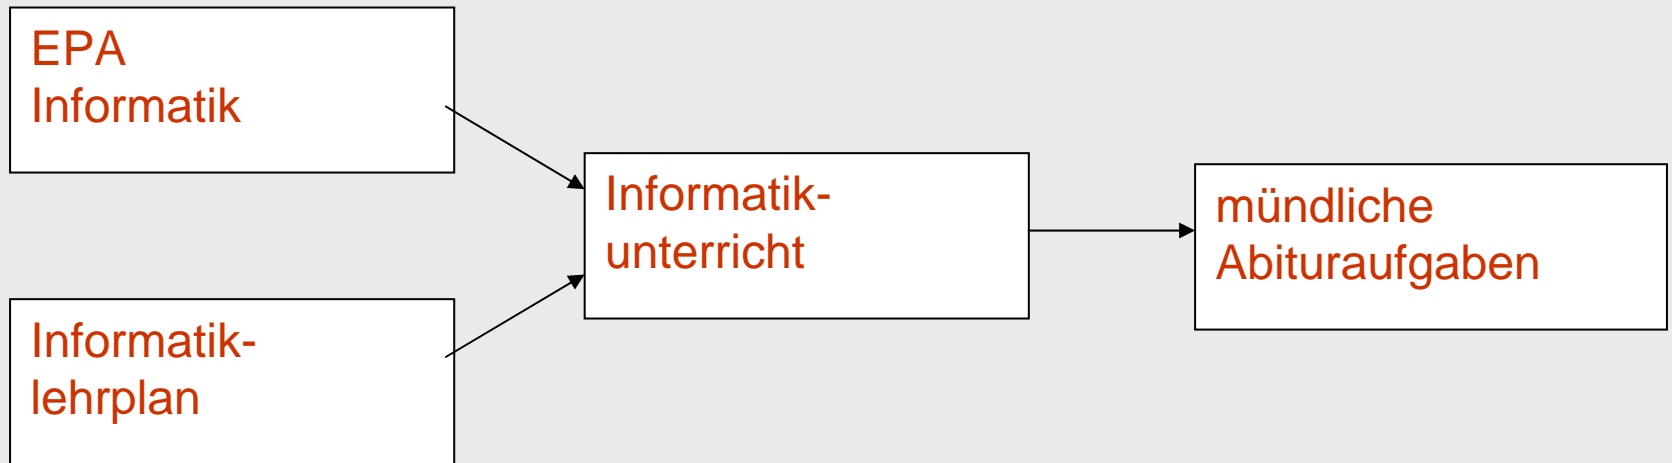 EPA
Informatik
Informatik-
lehrplan
Informatik-
unterricht
mündliche
Abituraufgaben